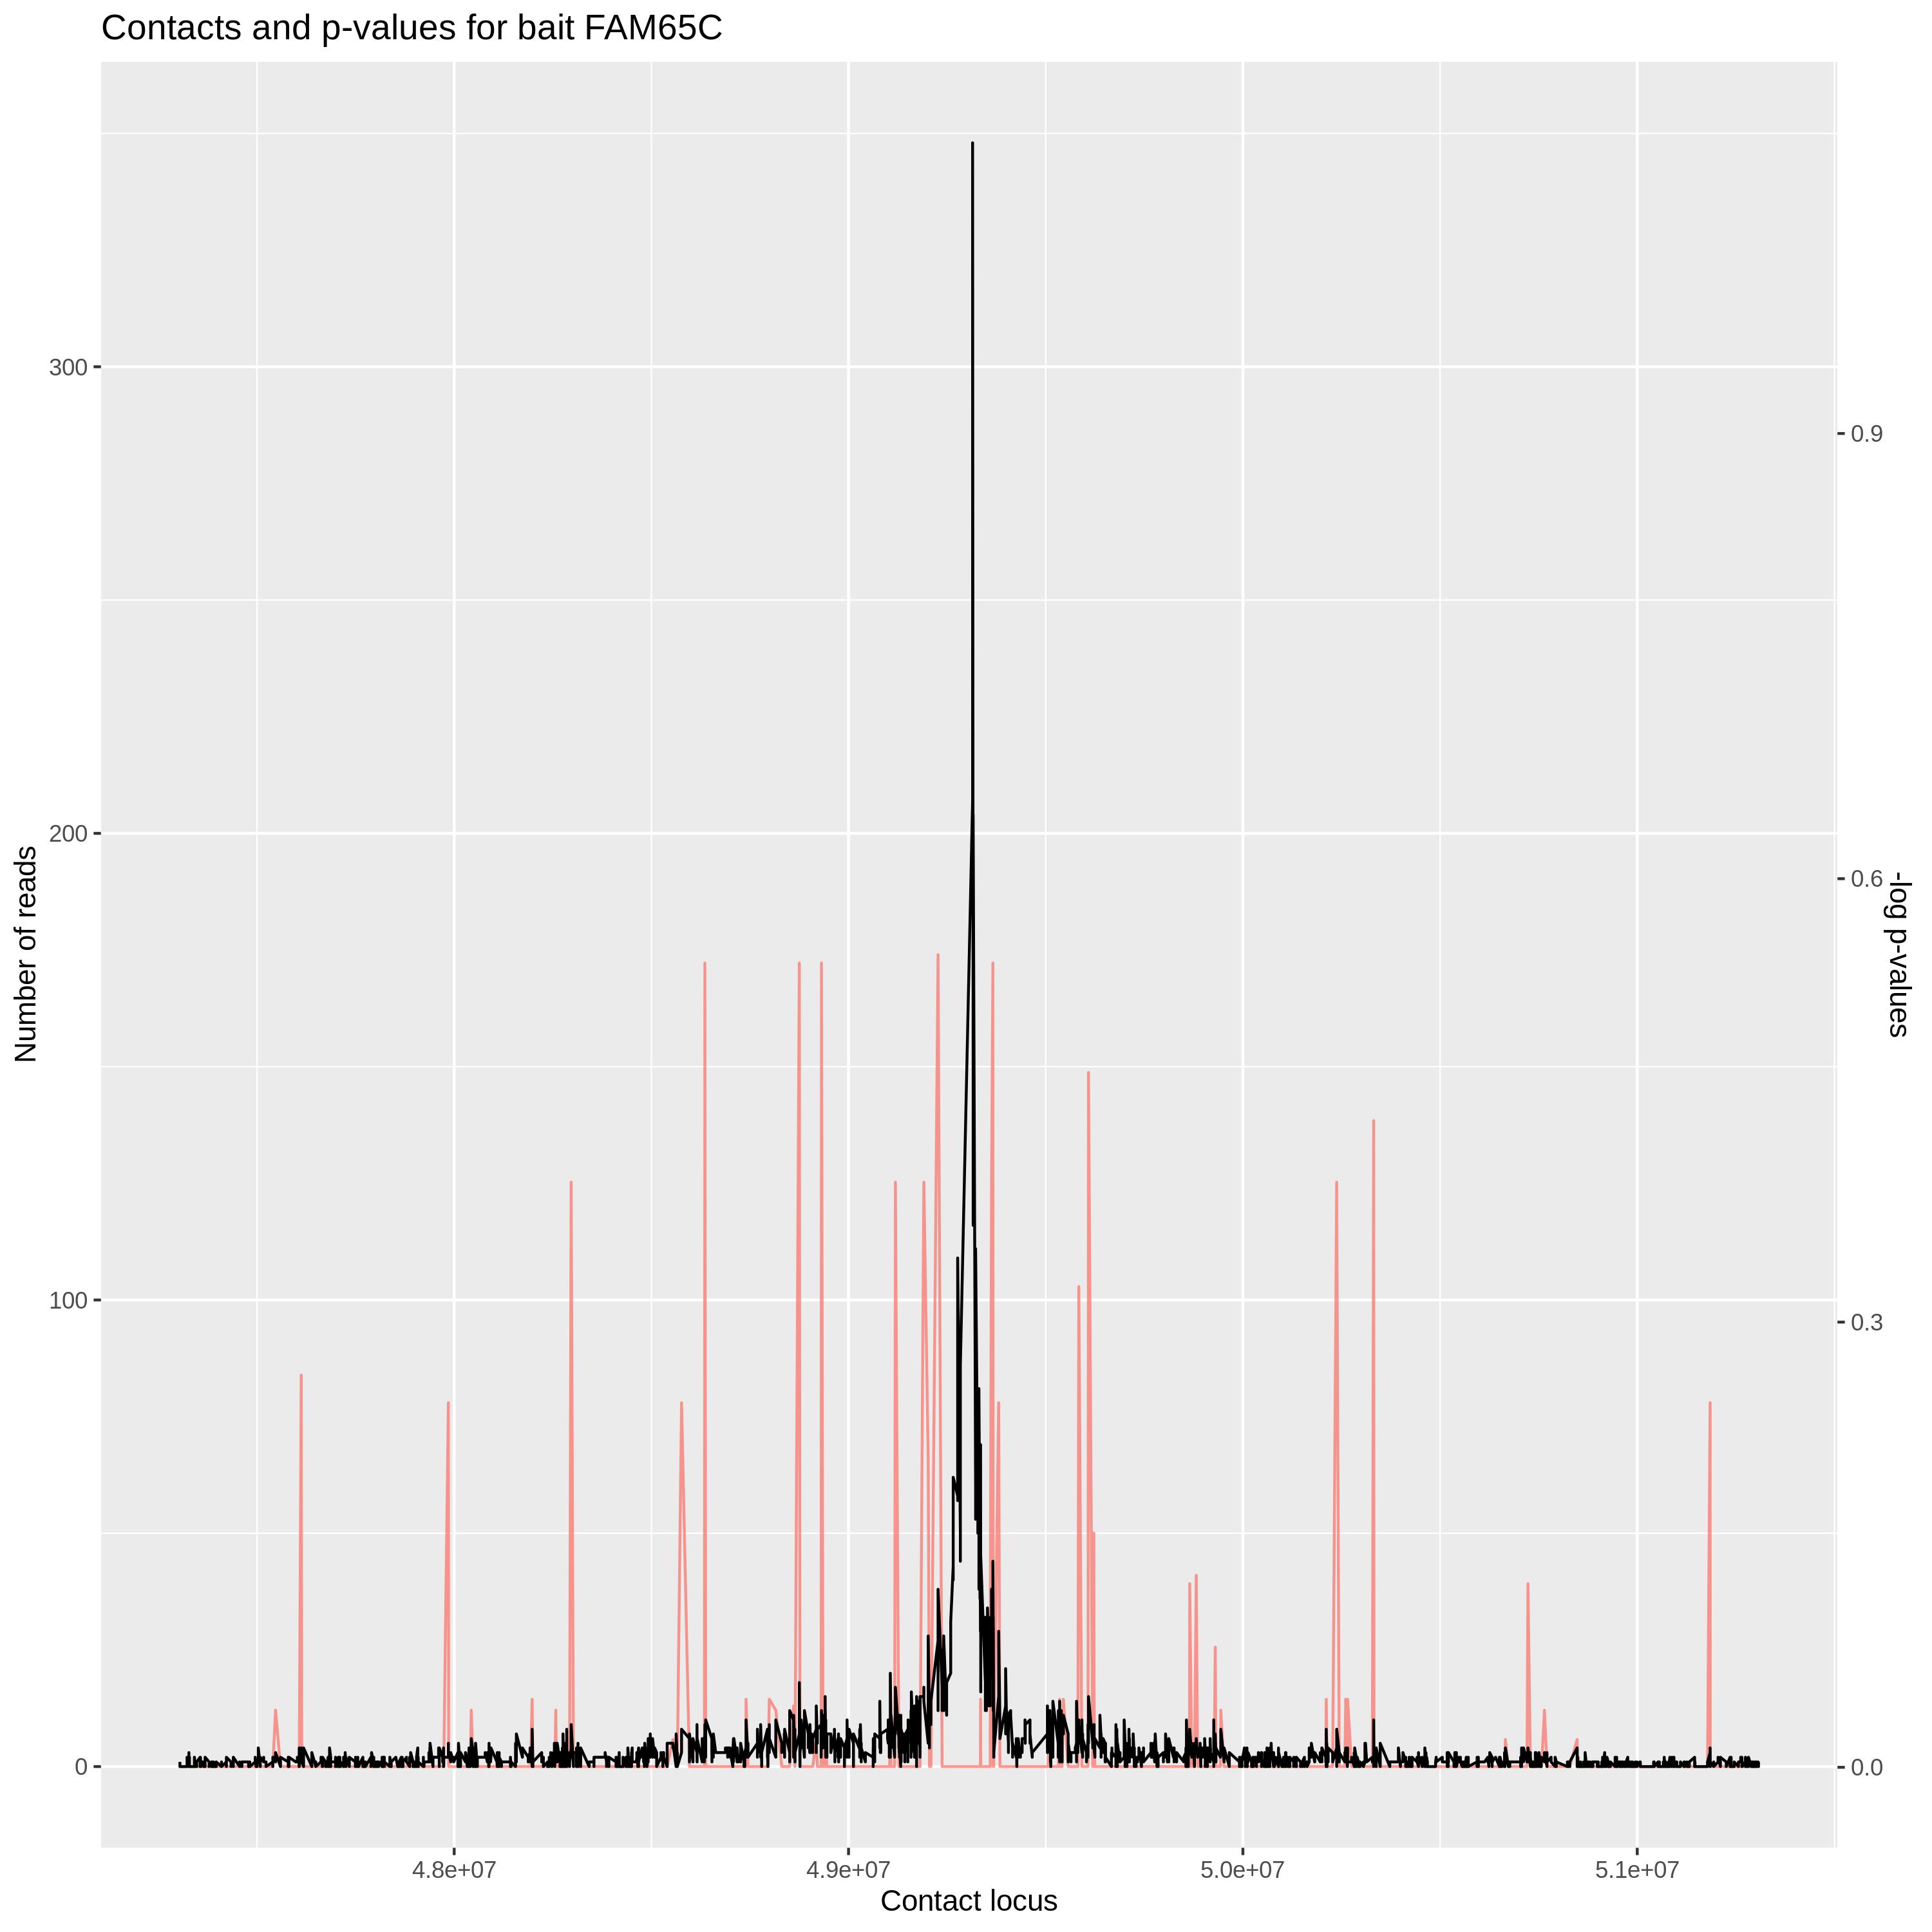 Contacts and p-values for bait FAM65C
300
200
100
0
Number of reads
0.9
0.6
0.3
0.0
-log p-values
4.8e+07 4.9e+07 5.0e+07 5.1e+07
Contact locus